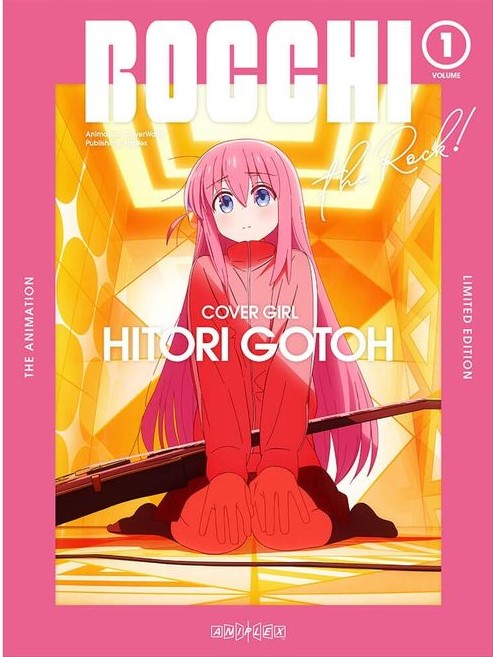 BOCCHI
1
VOLUME
the Rock!
COVER GIRL
HITORI GOTOH
THE ANIMATION
LIMITED EDITION
ANIPLEX